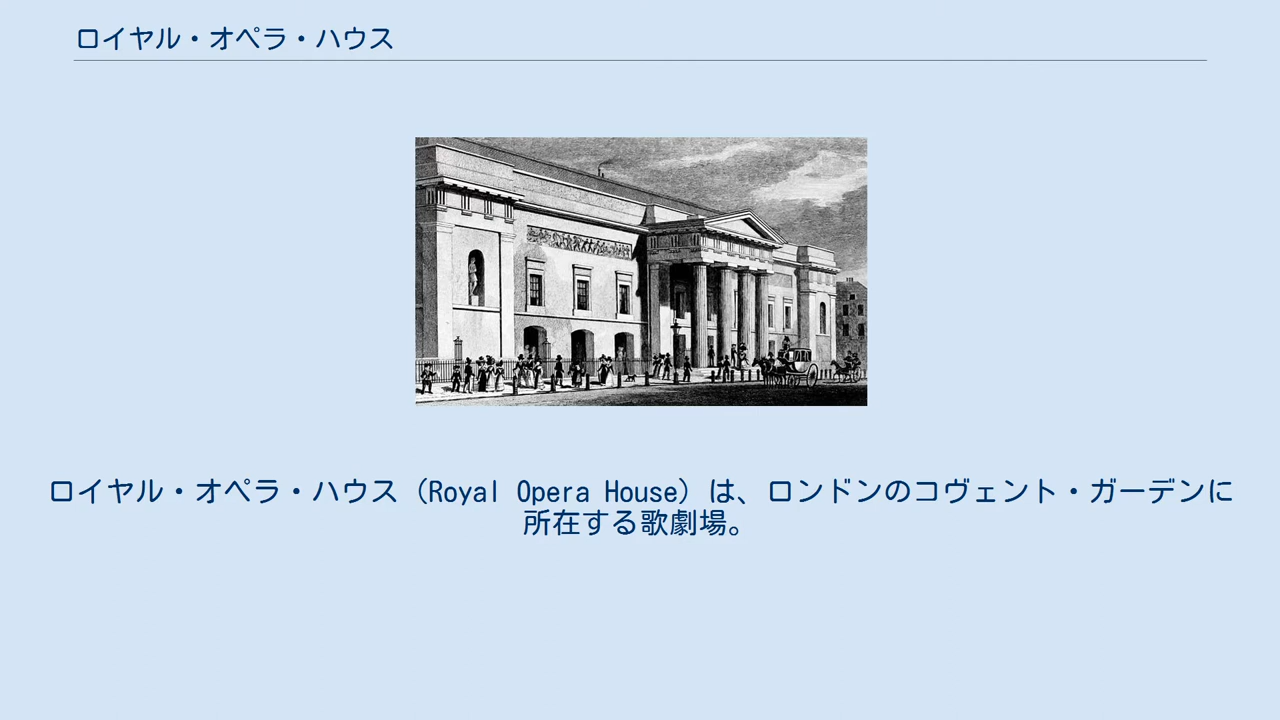 ロイヤル・オペラ・ハウス
ロイヤル・オペラ・ハウス（Royal Opera House）は、ロンドンのコヴェント・ガーデンに
所在する歌劇場。